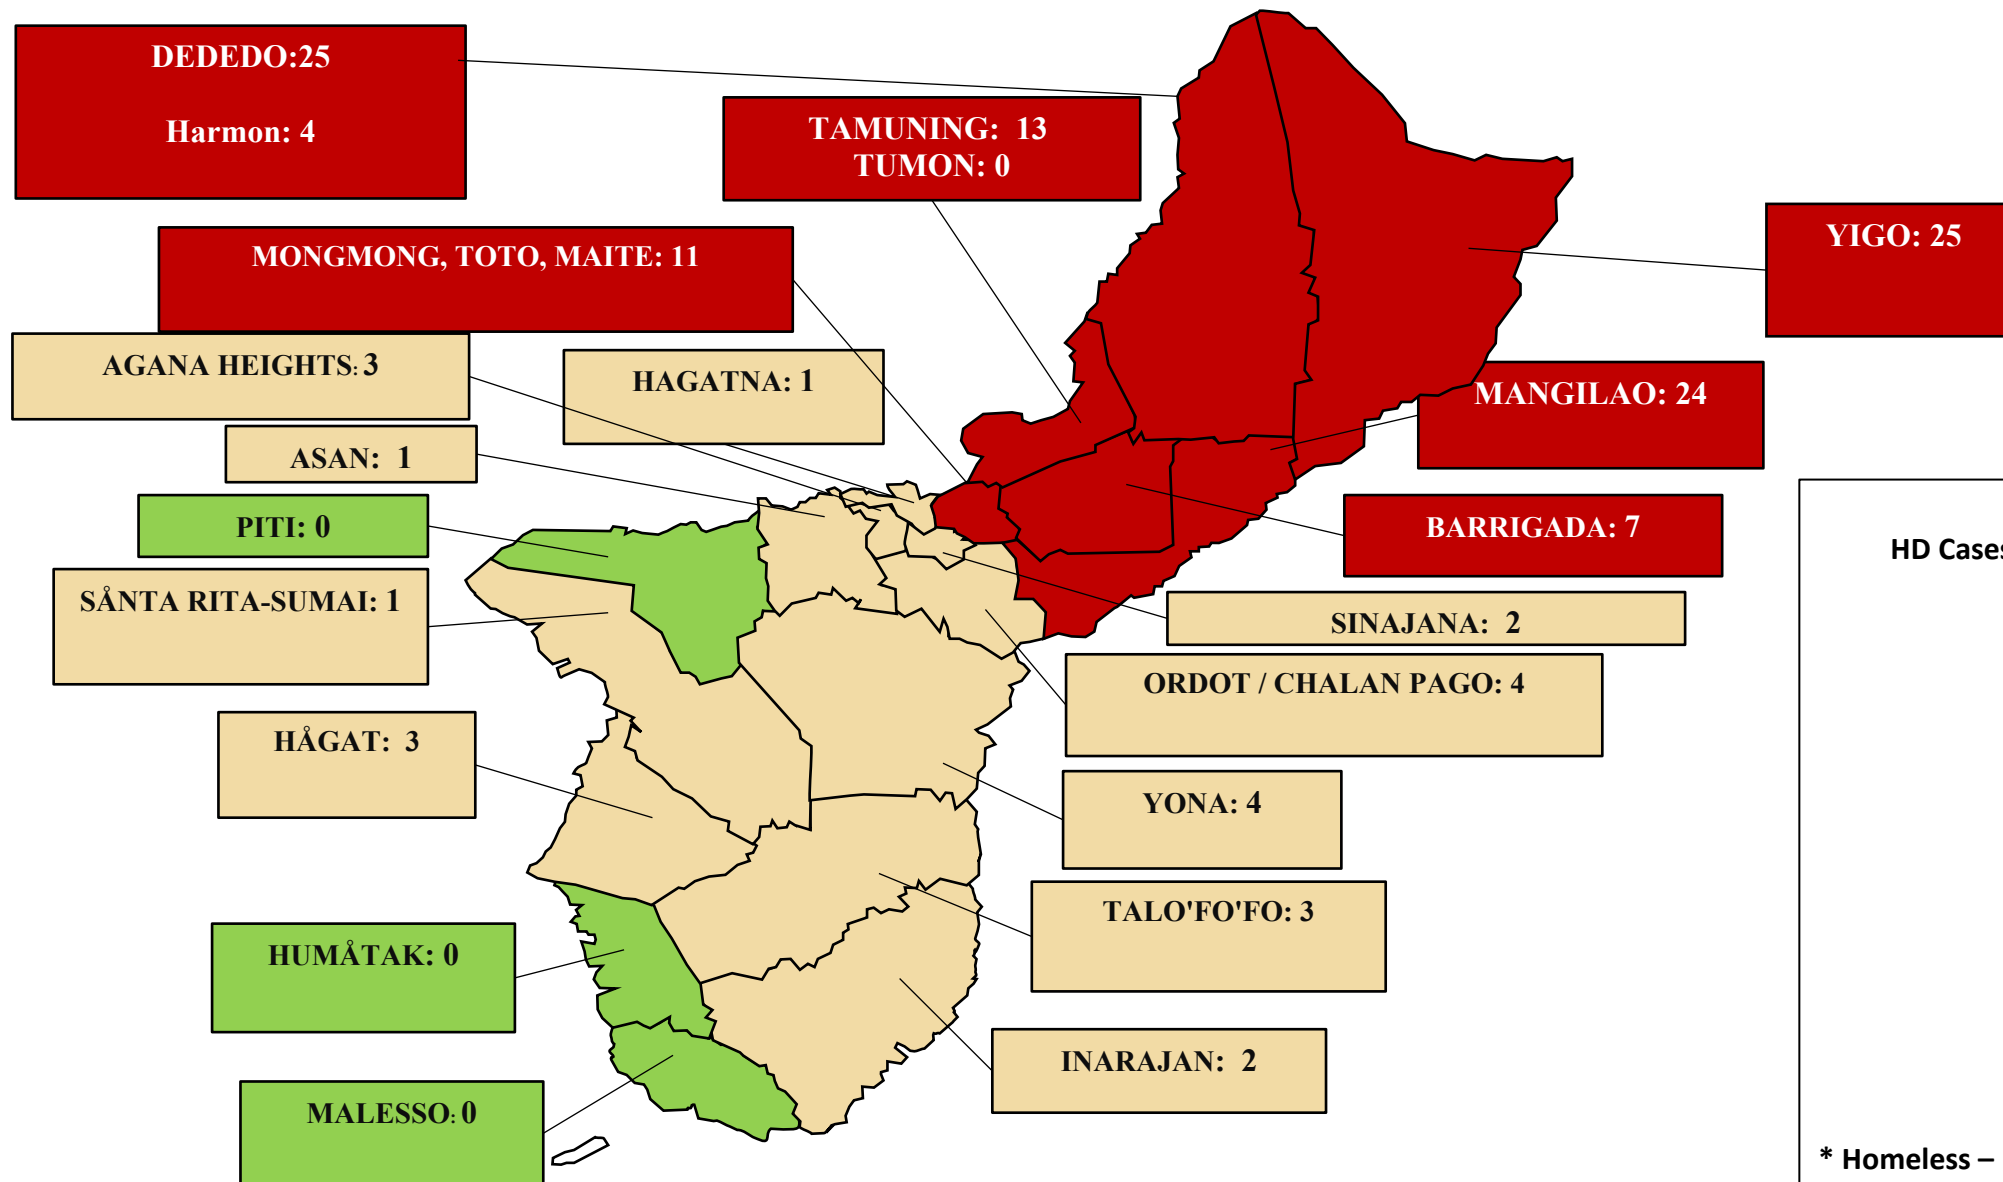 DEDEDO:25
Harmon: 4
TAMUNING: 13
TUMON: 0
MONGMONG, TOTO, MAITE: 11
YIGO: 25
AGANA HEIGHTS: 3
HAGATNA: 1
MANGILAO: 24
ASAN: 1
PITI: 0
BARRIGADA: 7
HD Cases
SÅNTA RITA-SUMAI: 1
SINAJANA: 2
ORDOT / CHALAN PAGO: 4
HÅGAT: 3
YONA: 4
TALO'FO'FO: 3
HUMÅTAK: 0
INARAJAN: 2
MALESSO: 0
* Homeless –